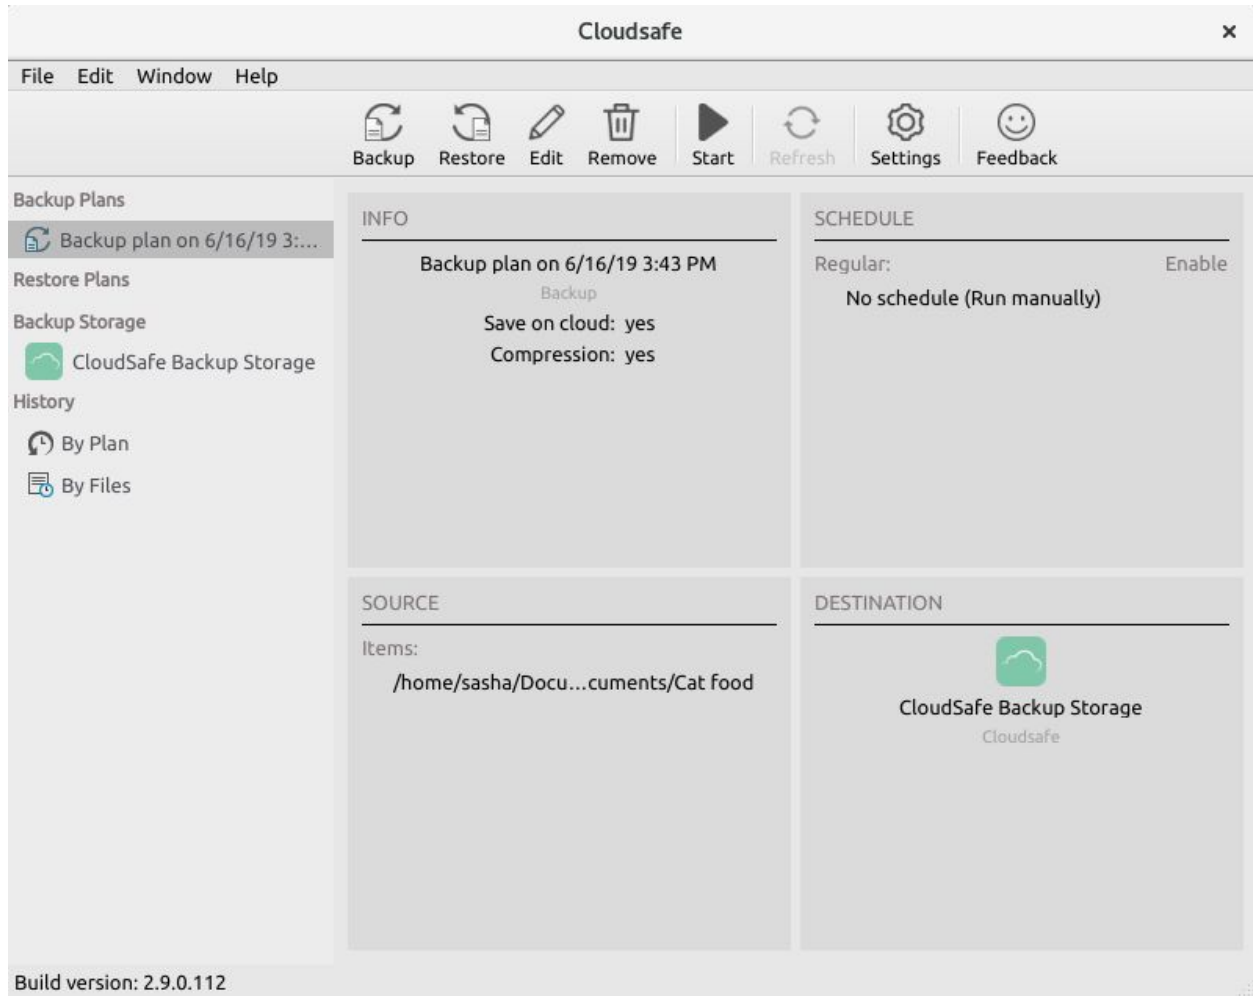 Cloudsafe
File Edit Window Help
Backup Restore Edit Remove Start Refresh Settings Feedback
Backup Plans
Backup plan on 6/16/19 3:...
Restore Plans
Backup Storage
CloudSafe Backup Storage
History
By Plan
By Files
INFO
Backup plan on 6/16/19 3:43 PM
Backup
Save on cloud: yes
Compression: yes
SCHEDULE
Regular: Enable
No schedule (Run manually)
SOURCE
Items:
/home/sasha/Docu...cuments/Cat food
DESTINATION
CloudSafe Backup Storage
Cloudsafe
Build version: 2.9.0.112